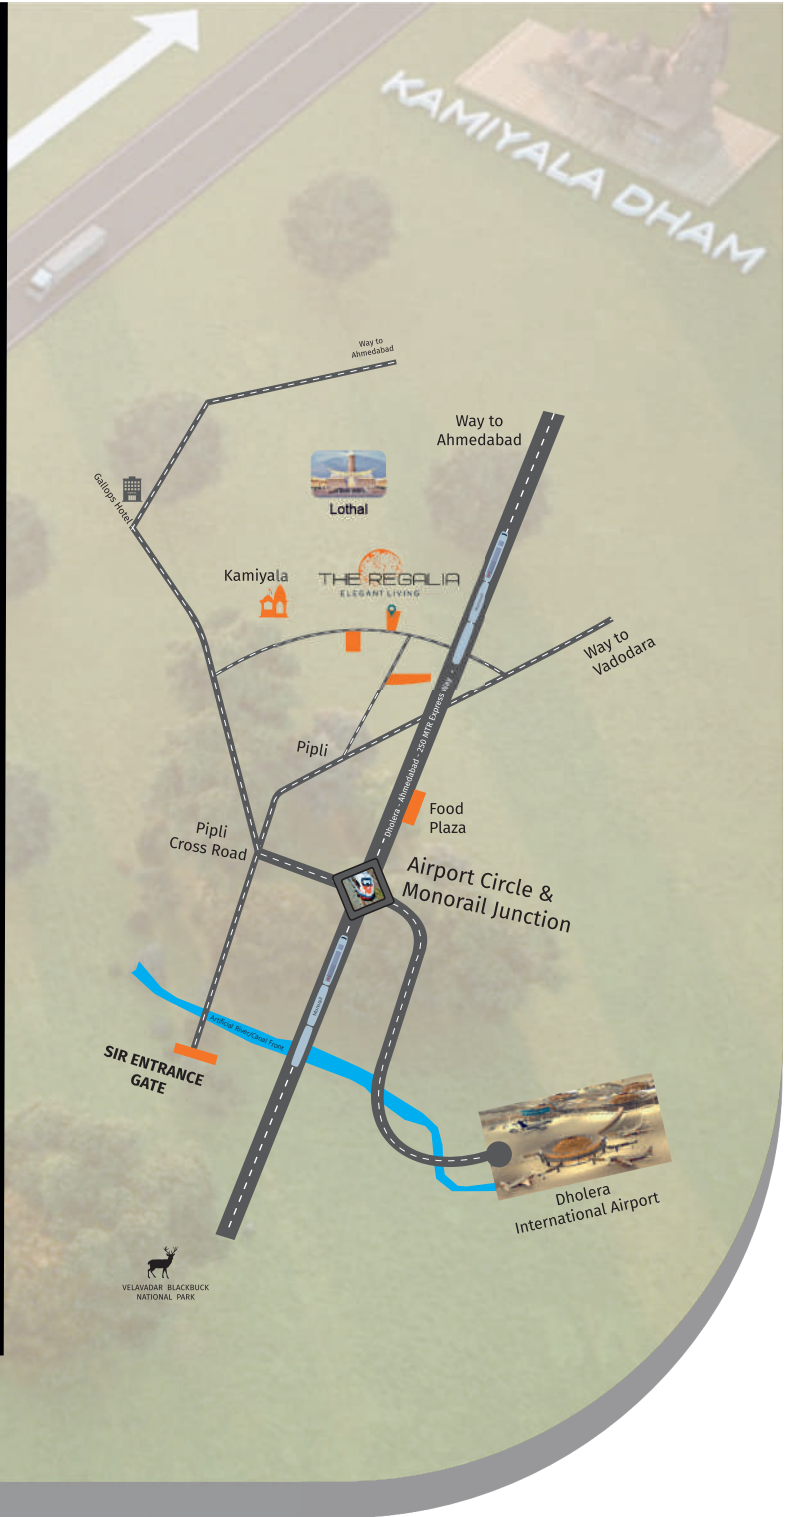 KAMIYALA DHAM
Way to
Ahmedabad
Way to
Ahmedabad
Gallops Hotel
Lothal
Kamiyala
THE REGALIA
ELEGANT LIVING
Way to
Vadodara
Dholera - Ahmedabad - 250 MTR Express Way
Pipli
Food
Plaza
Pipli
Cross Road
Airport Circle &
Monorail Junction
Monorail
Artificial River/Canal Front
SIR ENTRANCE
GATE
Dholera
International Airport
VELAVADAR BLACKBUCK
NATIONAL PARK